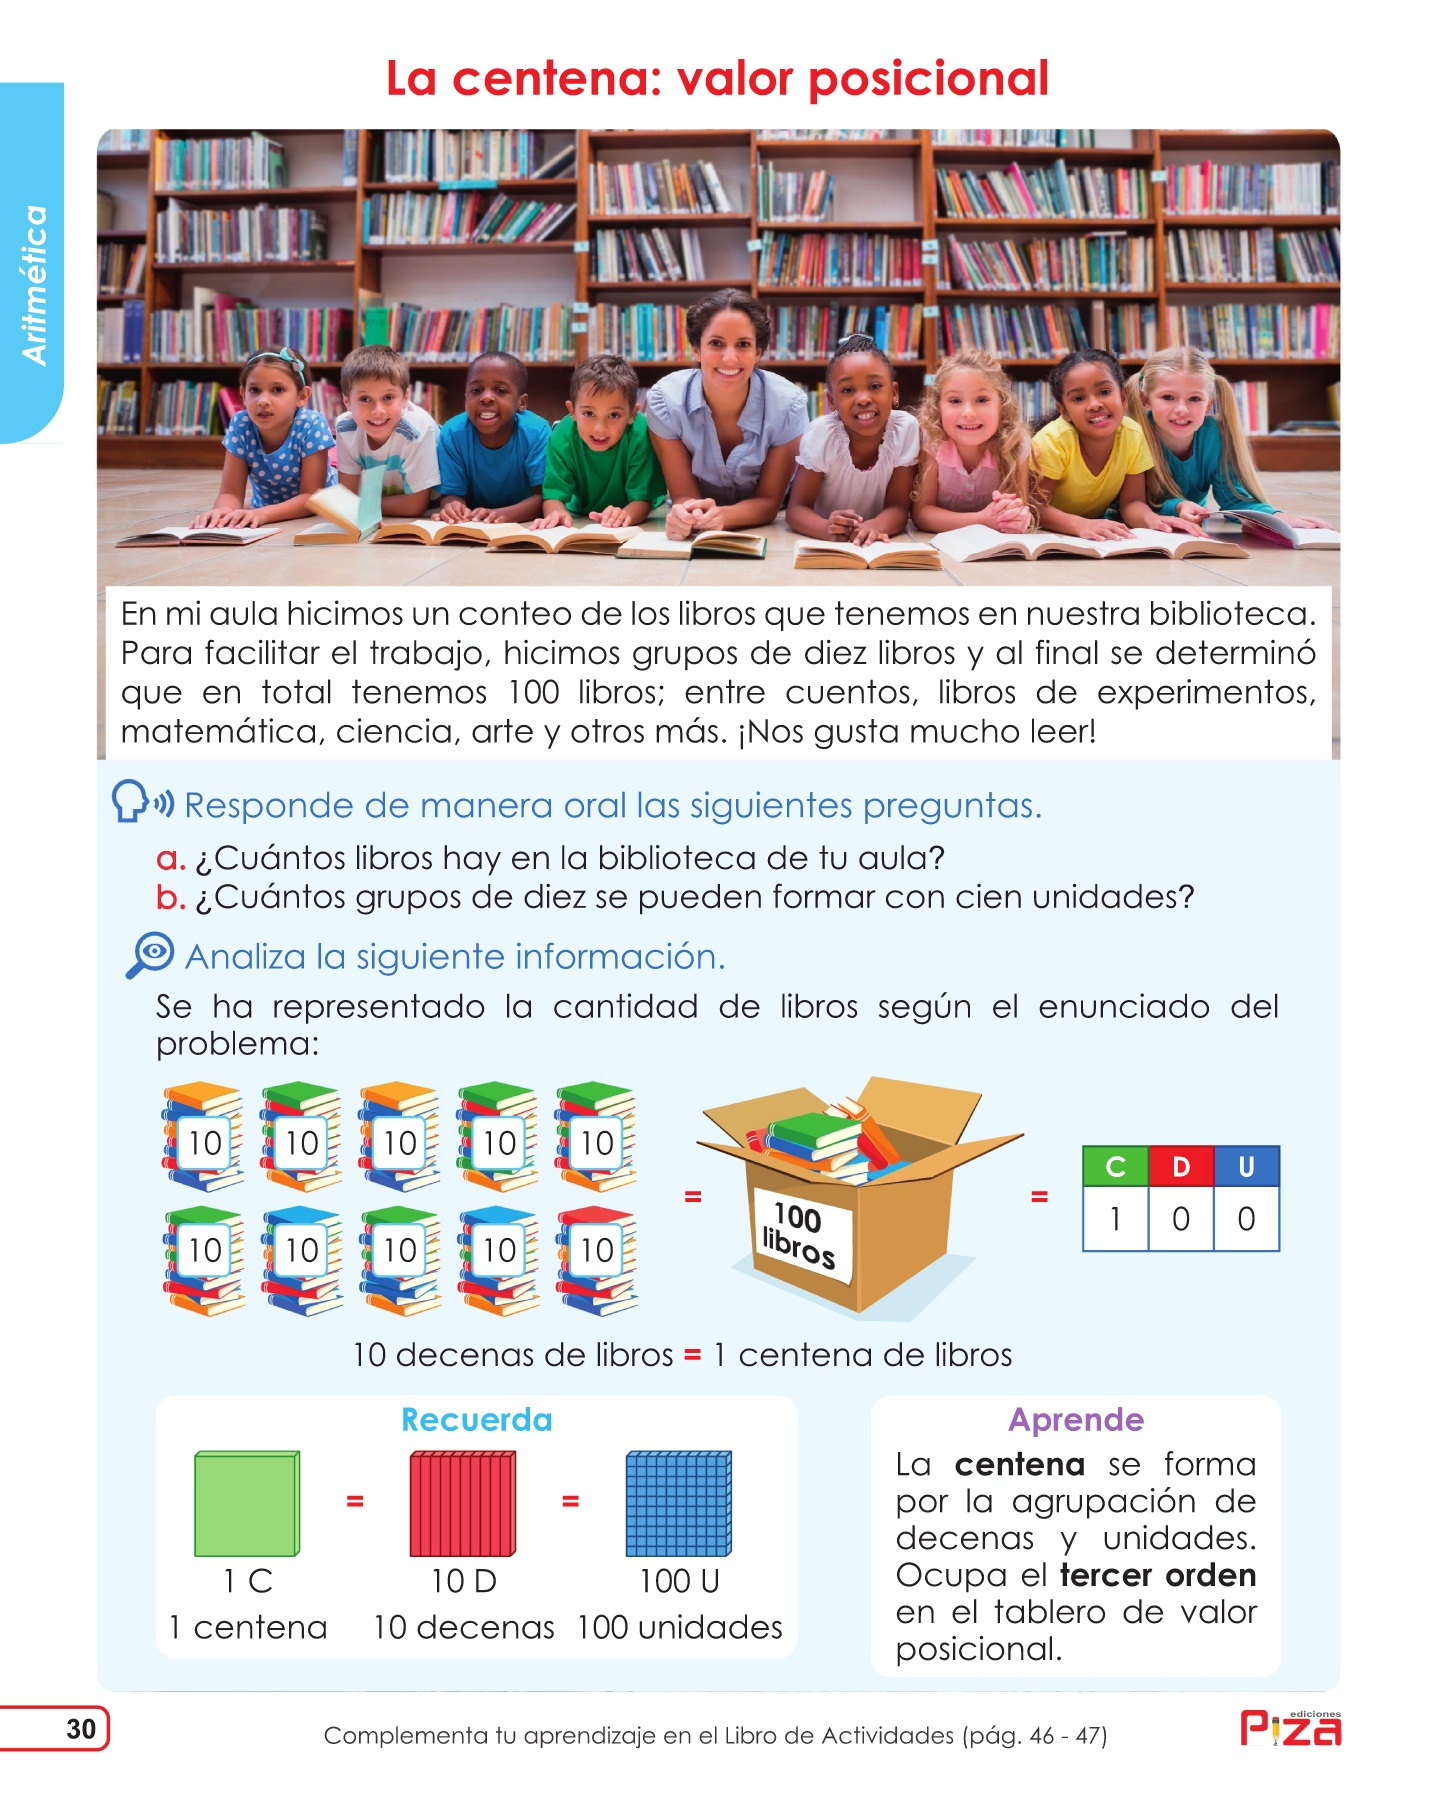 La centena: valor posicional
Aritmética
En mi aula hicimos un conteo de los libros que tenemos en nuestra biblioteca.
Para facilitar el trabajo, hicimos grupos de diez libros y al final se determinó
que en total tenemos 100 libros; entre cuentos, libros de experimentos,
matemática, ciencia, arte y otros más. ¡Nos gusta mucho leer!
Responde de manera oral las siguientes preguntas.
a. ¿Cuántos libros hay en la biblioteca de tu aula?
b. ¿Cuántos grupos de diez se pueden formar con cien unidades?
Analiza la siguiente información.
Se ha representado la cantidad de libros según el enunciado del
problema:
10 10 10 10 10
10 10 10 10 10
=
100
libros
=
C D U
1 0 0
10 decenas de libros = 1 centena de libros
Recuerda
= =
1 C 10 D 100 U
1 centena 10 decenas 100 unidades
Aprende
La centena se forma
por la agrupación de
decenas y unidades.
Ocupa el tercer orden
en el tablero de valor
posicional.
30
Complementa tu aprendizaje en el Libro de Actividades (pág. 46 - 47)
ediciones
Piza